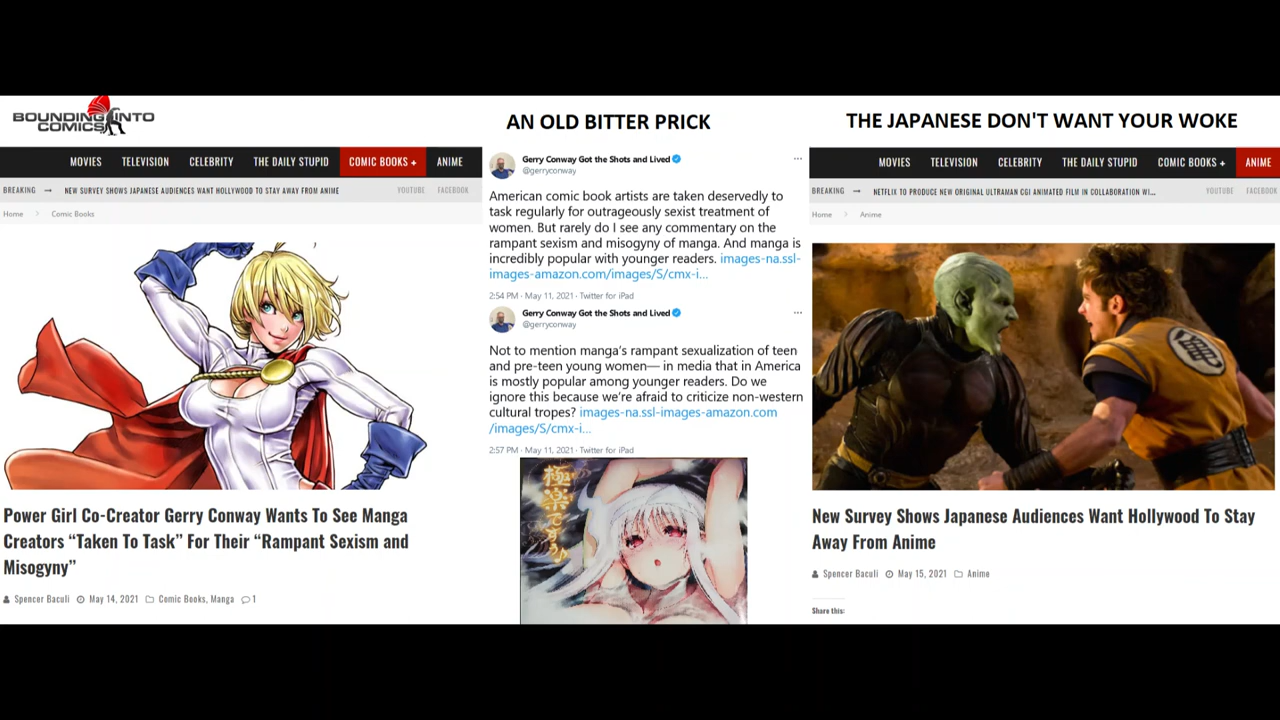 BOUNDING INTO
COMICS
MOVIES TELEVISION CELEBRITY THE DAILY STUPID COMIC BOOKS + ANIME
BREAKING → NEW SURVEY SHOWS JAPANESE AUDIENCES WANT HOLLYWOOD TO STAY AWAY FROM ANIME YOUTUBE FACEBOOK
Home > Comic Books
Power Girl Co-Creator Gerry Conway Wants To See Manga
Creators “Taken To Task” For Their “Rampant Sexism and
Misogyny”
Spencer Baculi May 14, 2021 Comic Books, Manga 1
AN OLD BITTER PRICK
Gerry Conway Got the Shots and Lived
@gerryconway
American comic book artists are taken deservedly to
task regularly for outrageously sexist treatment of
women. But rarely do I see any commentary on the
rampant sexism and misogyny of manga. And manga is
incredibly popular with younger readers. images-na.ssl-
images-amazon.com/images/S/cmx-i...
2:54 PM · May 11, 2021 · Twitter for iPad
Gerry Conway Got the Shots and Lived
@gerryconway
Not to mention manga’s rampant sexualization of teen
and pre-teen young women— in media that in America
is mostly popular among younger readers. Do we
ignore this because we’re afraid to criticize non-western
cultural tropes? images-na.ssl-images-amazon.com
/images/S/cmx-i...
2:57 PM · May 11, 2021 · Twitter for iPad
極楽でろう♪
THE JAPANESE DON'T WANT YOUR WOKE
MOVIES TELEVISION CELEBRITY THE DAILY STUPID COMIC BOOKS + ANIME
BREAKING → NETFLIX TO PRODUCE NEW ORIGINAL ULTRAMAN CGI ANIMATED FILM IN COLLABORATION WI... YOUTUBE FACEBOOK
Home > Anime
New Survey Shows Japanese Audiences Want Hollywood To Stay
Away From Anime
Spencer Baculi May 15, 2021 Anime
Share this: